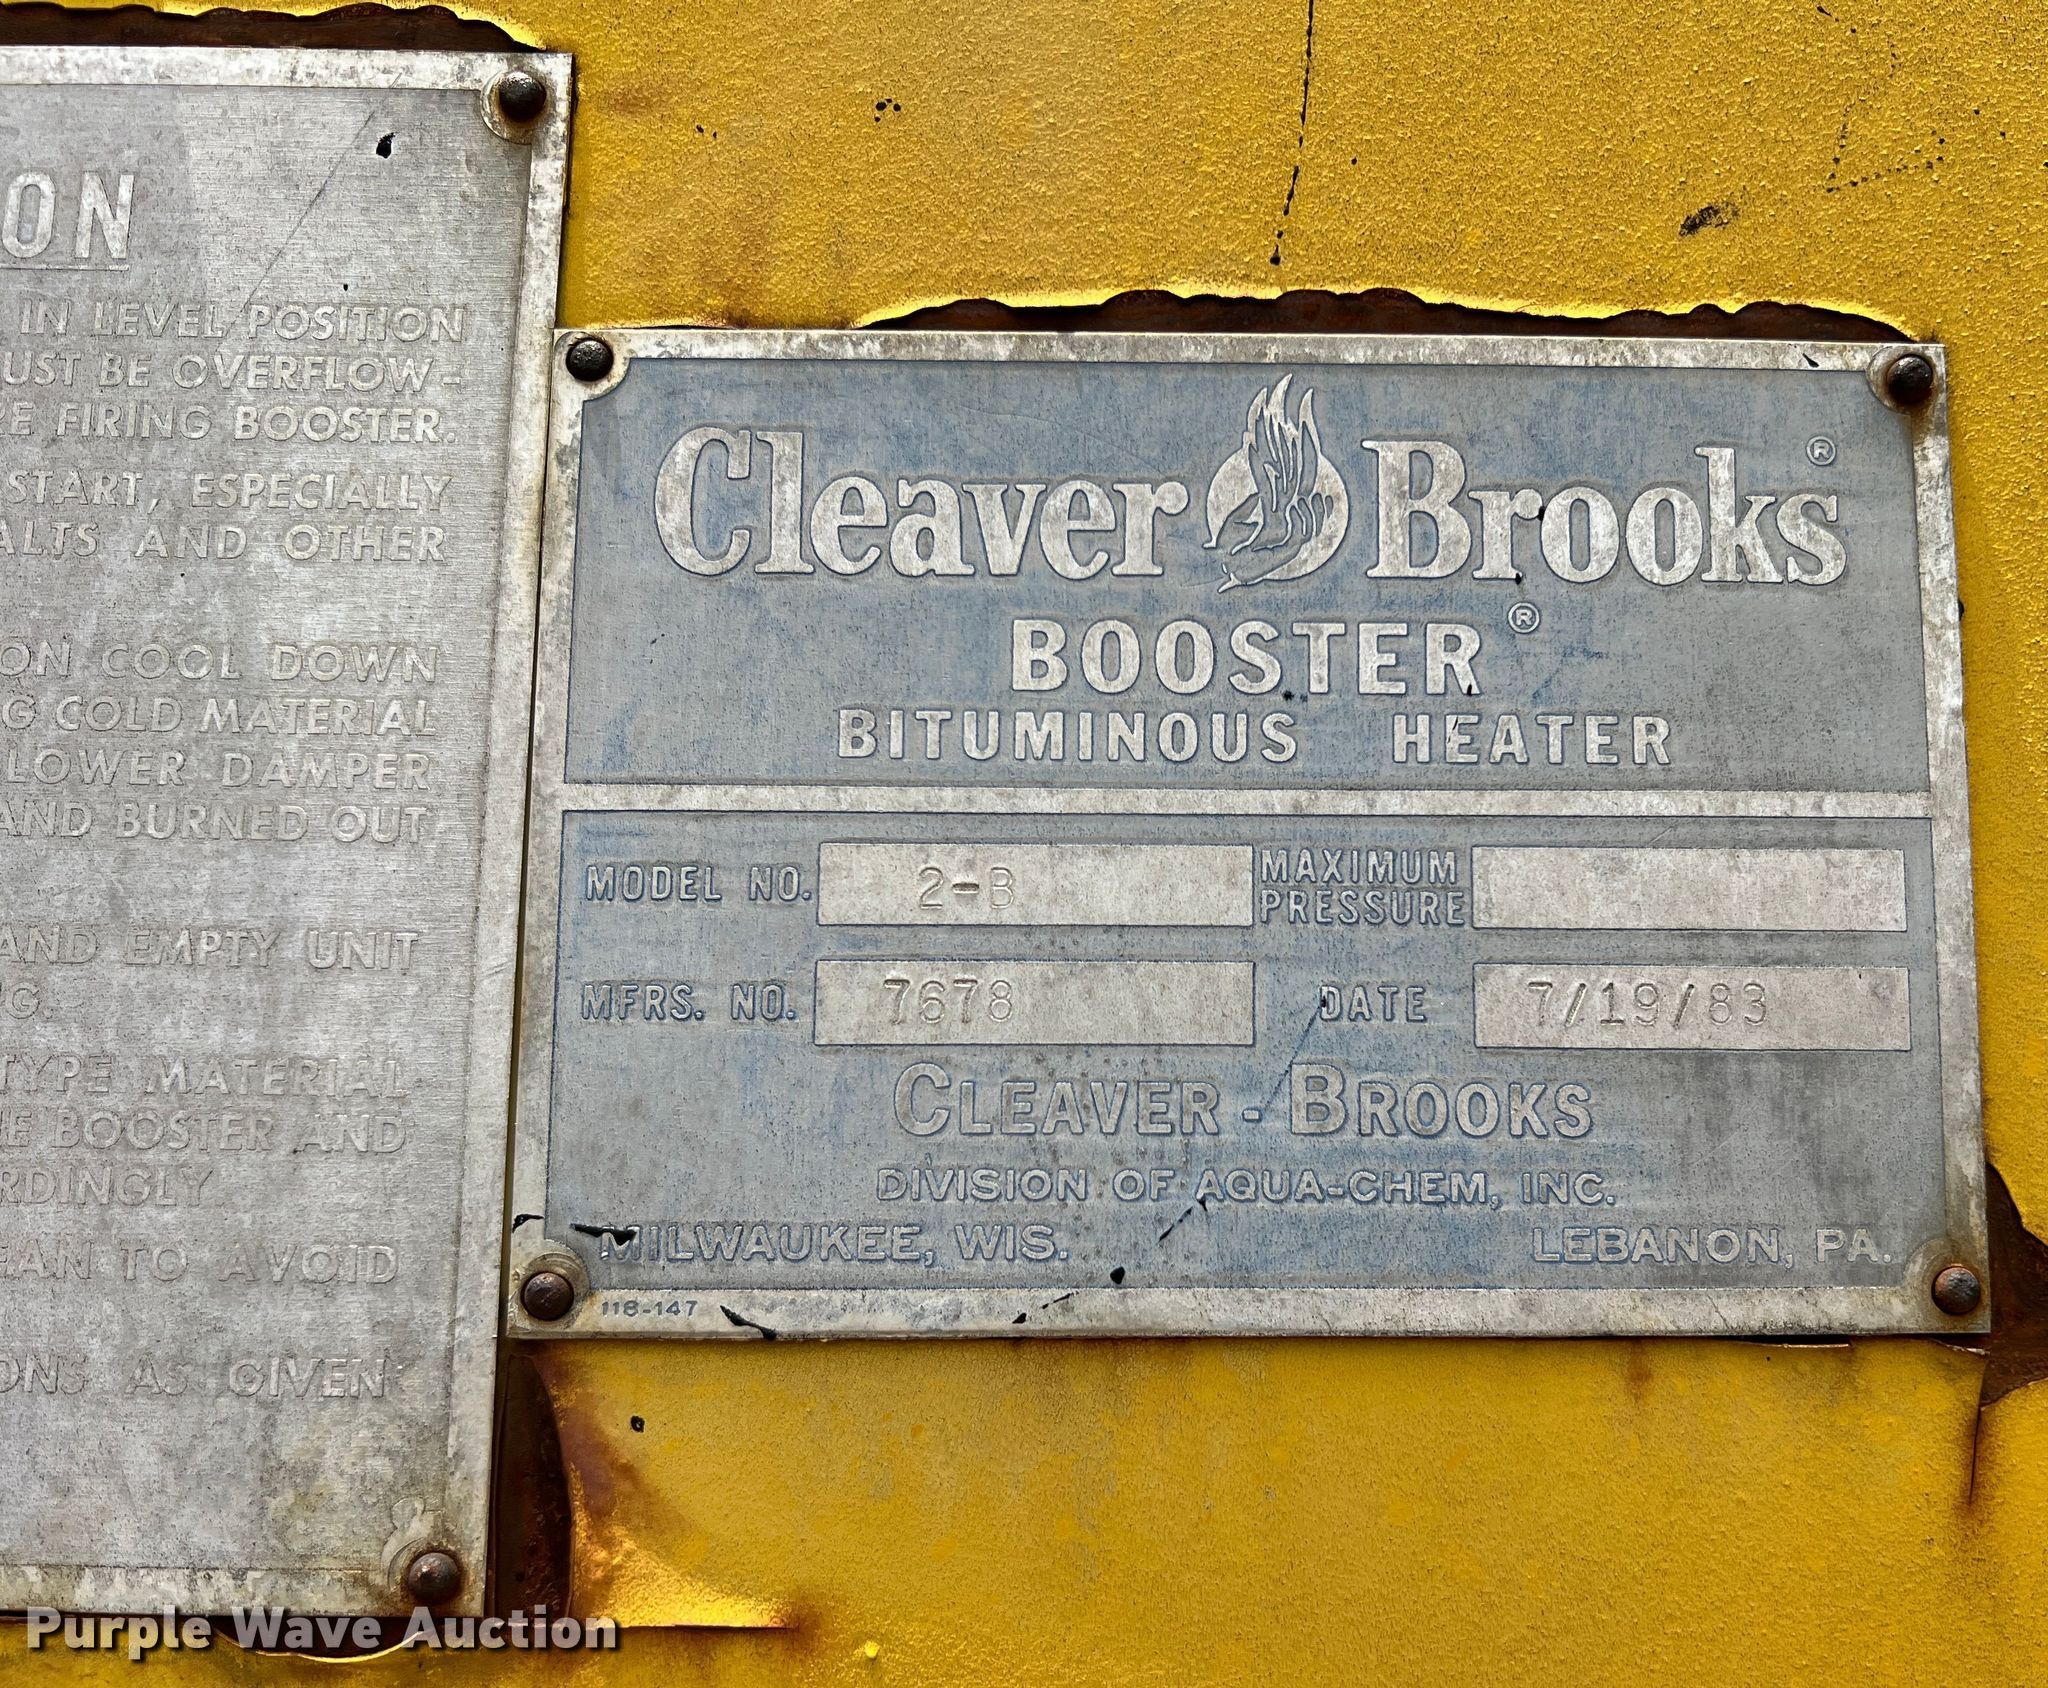 ON
IN LEVEL POSITION
UST BE OVERFLOW-
RE FIRING BOOSTER.
START, ESPECIALLY
ALTS AND OTHER
ON COOL DOWN
G COLD MATERIAL
LOWER DAMPER
AND BURNED OUT
AND EMPTY UNIT
G.
TYPE MATERIAL
HE BOOSTER AND
RDINGLY
EAN TO AVOID
ONS AS GIVEN
Cleaver Brooks ®
BOOSTER ®
BITUMINOUS HEATER
MODEL NO. 2-B MAXIMUM PRESSURE
MFRS. NO. 7678 DATE 7/19/83
CLEAVER - BROOKS
DIVISION OF AQUA-CHEM, INC.
MILWAUKEE, WIS. LEBANON, PA.
118-147
Purple Wave Auction